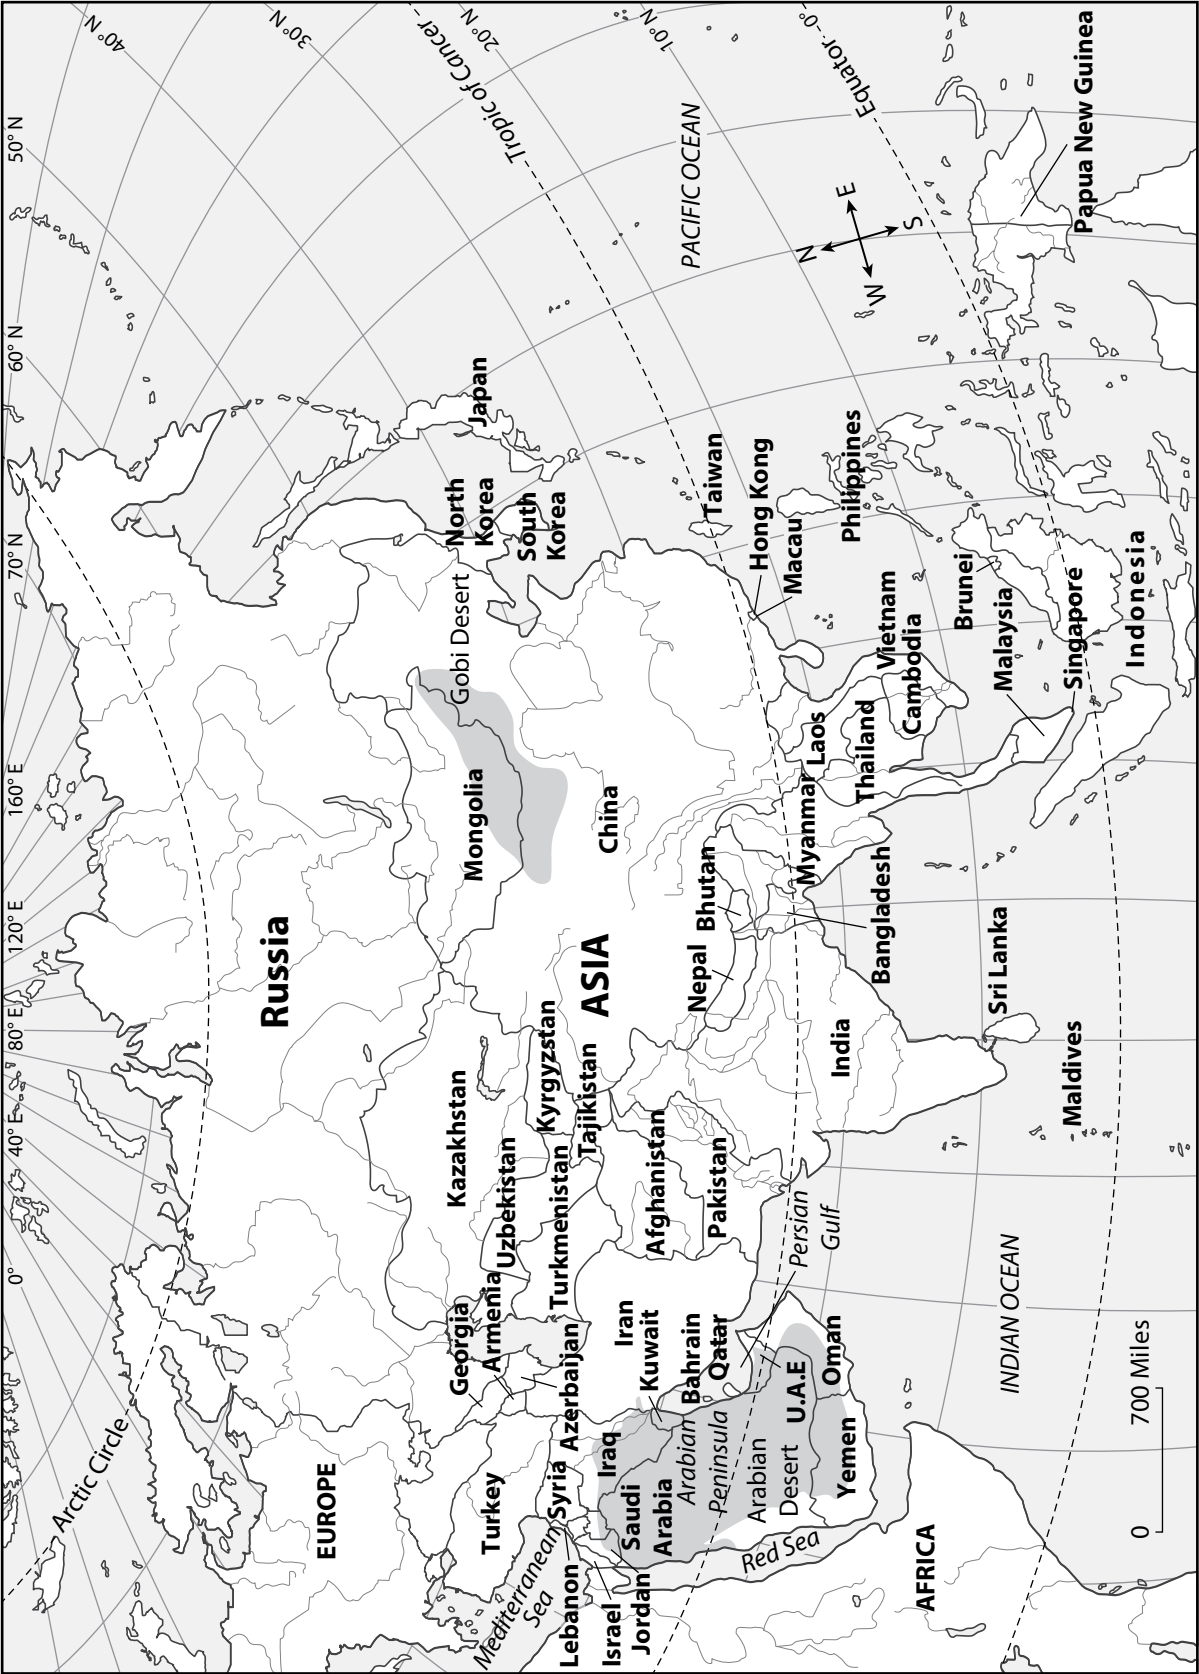 0°
40° E
80° E
120° E
160° E
70° N
60° N
50° N
40° N
30° N
Tropic of Cancer
20° N
10° N
0°
Equator
Arctic Circle
EUROPE
Russia
Georgia
Armenia
Kazakhstan
Mongolia
Gobi Desert
North
Korea
Japan
South
Korea
Turkey
Azerbaijan
Uzbekistan
Turkmenistan
Kyrgyzstan
Tajikistan
ASIA
China
PACIFIC OCEAN
Mediterranean
Sea
Lebanon
Israel
Jordan
Syria
Iraq
Saudi
Arabia
Iran
Kuwait
Bahrain
Qatar
Afghanistan
Pakistan
Nepal
Bhutan
Taiwan
Hong Kong
Macau
Arabian
Peninsula
Arabian
Desert
U.A.E
Oman
Yemen
Red Sea
Persian
Gulf
India
Bangladesh
Myanmar
Laos
Thailand
Vietnam
Cambodia
Philippines
N
E
S
W
AFRICA
INDIAN OCEAN
Sri Lanka
Maldives
Brunei
Malaysia
Singapore
Indonesia
Papua New Guinea
0
700 Miles